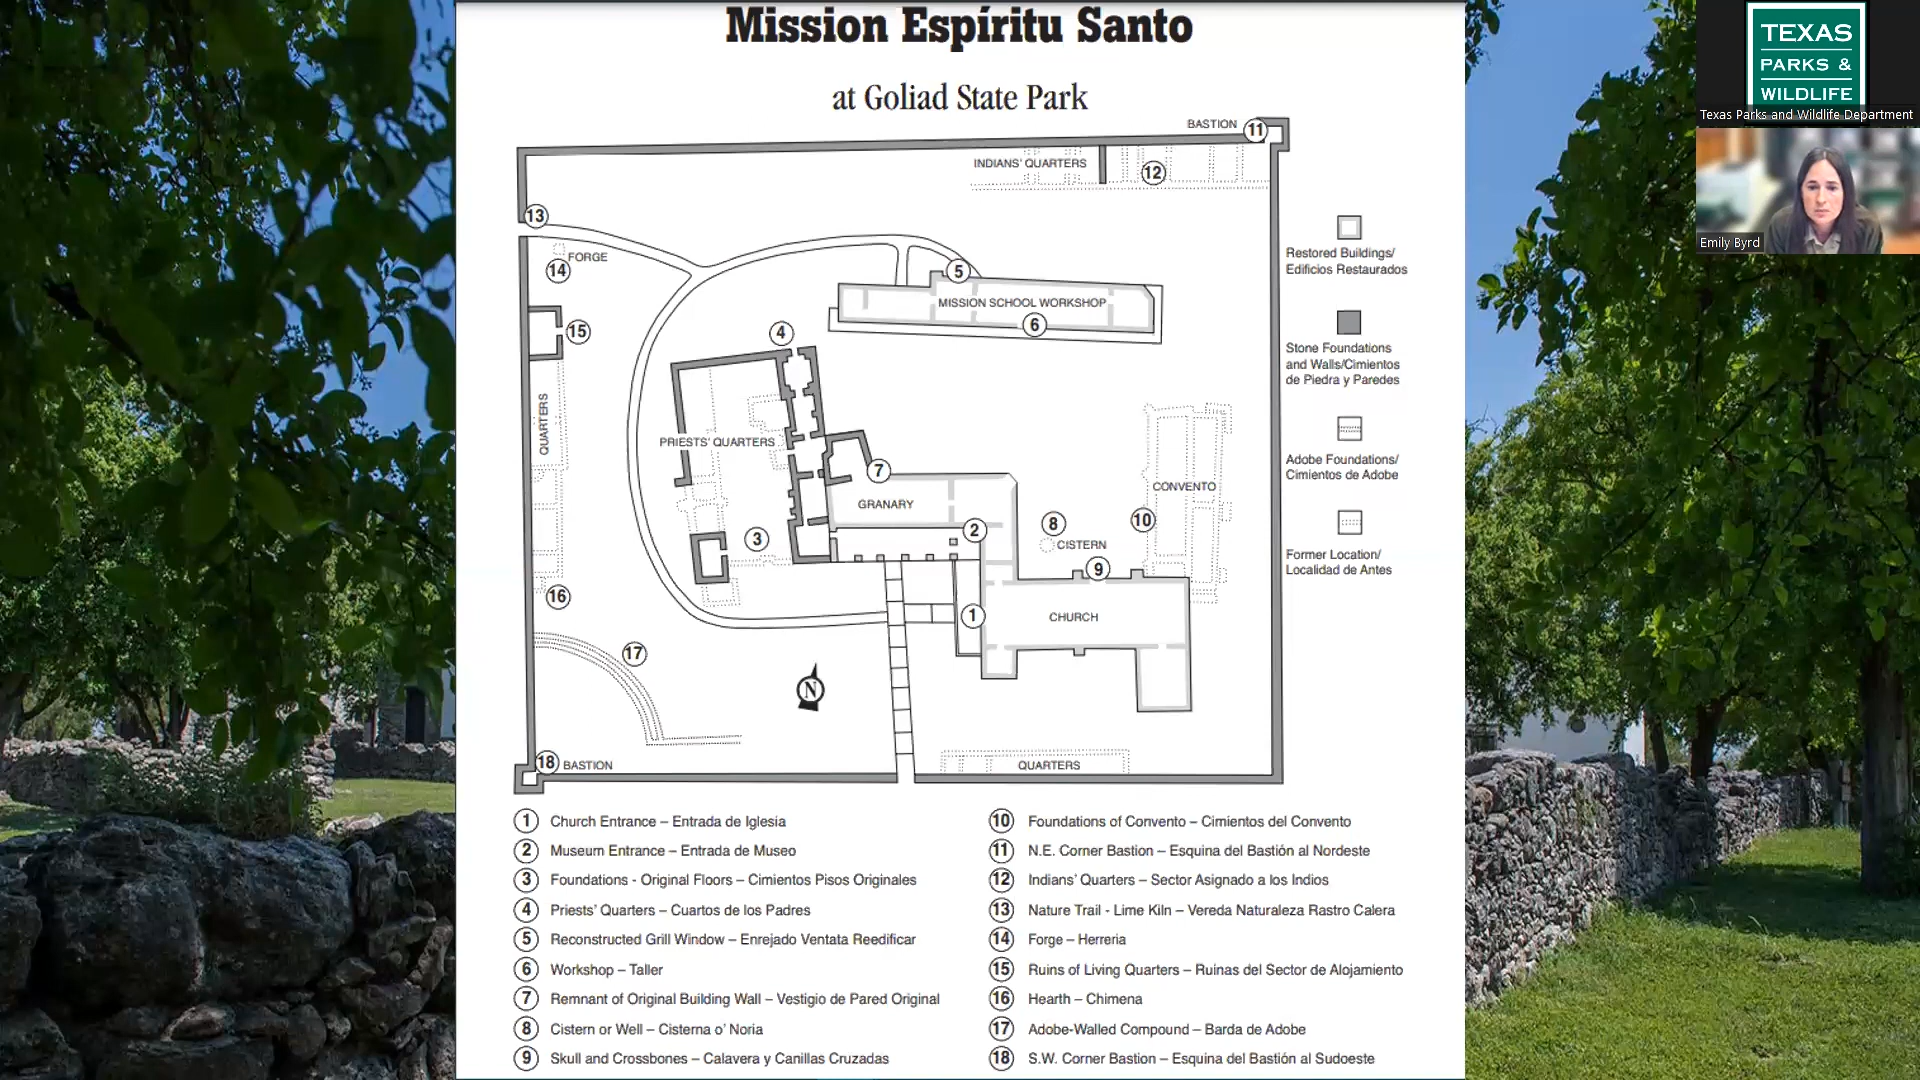 Mission Espíritu Santo
at Goliad State Park
TEXAS
PARKS &
WILDLIFE
Texas Parks and Wildlife Department
Emily Byrd
BASTION
11
INDIANS' QUARTERS
12
13
FORGE
14
15
5
MISSION SCHOOL WORKSHOP
6
4
QUARTERS
PRIESTS' QUARTERS
7
GRANARY
CONVENTO
2
8
10
3
CISTERN
9
16
1
CHURCH
17
N
18
BASTION
QUARTERS
Restored Buildings/
Edificios Restaurados
Stone Foundations
and Walls/Cimientos
de Piedra y Paredes
Adobe Foundations/
Cimientos de Adobe
Former Location/
Localidad de Antes
1 Church Entrance – Entrada de Iglesia
2 Museum Entrance – Entrada de Museo
3 Foundations - Original Floors – Cimientos Pisos Originales
4 Priests' Quarters – Cuartos de los Padres
5 Reconstructed Grill Window – Enrejado Ventata Reedificar
6 Workshop – Taller
7 Remnant of Original Building Wall – Vestigio de Pared Original
8 Cistern or Well – Cisterna o' Noria
9 Skull and Crossbones – Calavera y Canillas Cruzadas
10 Foundations of Convento – Cimientos del Convento
11 N.E. Corner Bastion – Esquina del Bastión al Nordeste
12 Indians' Quarters – Sector Asignado a los Indios
13 Nature Trail - Lime Kiln – Vereda Naturaleza Rastro Calera
14 Forge – Herreria
15 Ruins of Living Quarters – Ruinas del Sector de Alojamiento
16 Hearth – Chimena
17 Adobe-Walled Compound – Barda de Adobe
18 S.W. Corner Bastion – Esquina del Bastión al Sudoeste